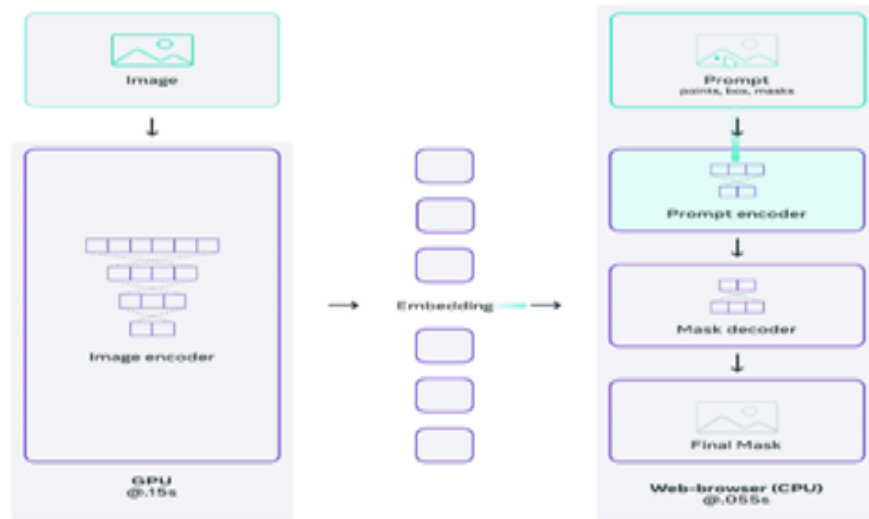 Image
Image encoder
GPU
@.15s
Embedding
Prompt
points, box, masks
Prompt encoder
Mask decoder
Final Mask
Web-browser (CPU)
@.055s